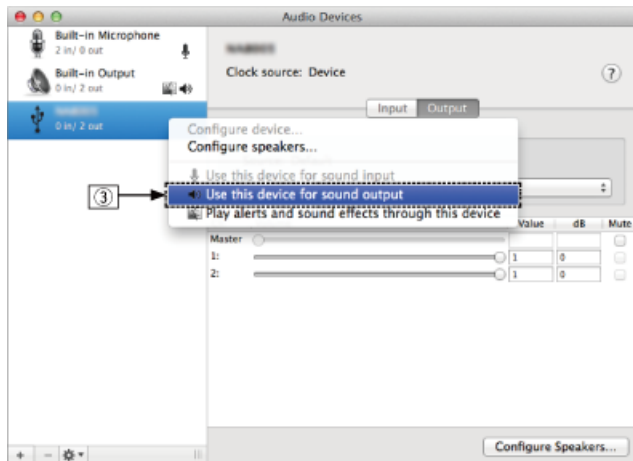 Audio Devices
Built-in Microphone
2 in/ 0 out
Built-in Output
0 in/ 2 out
0 in/ 2 out
Clock source: Device
?
Input Output
Configure device...
Configure speakers...
Use this device for sound input
③
Use this device for sound output
Play alerts and sound effects through this device
Value dB Mute
Master
1: 1 0
2: 1 0
+ −
Configure Speakers...